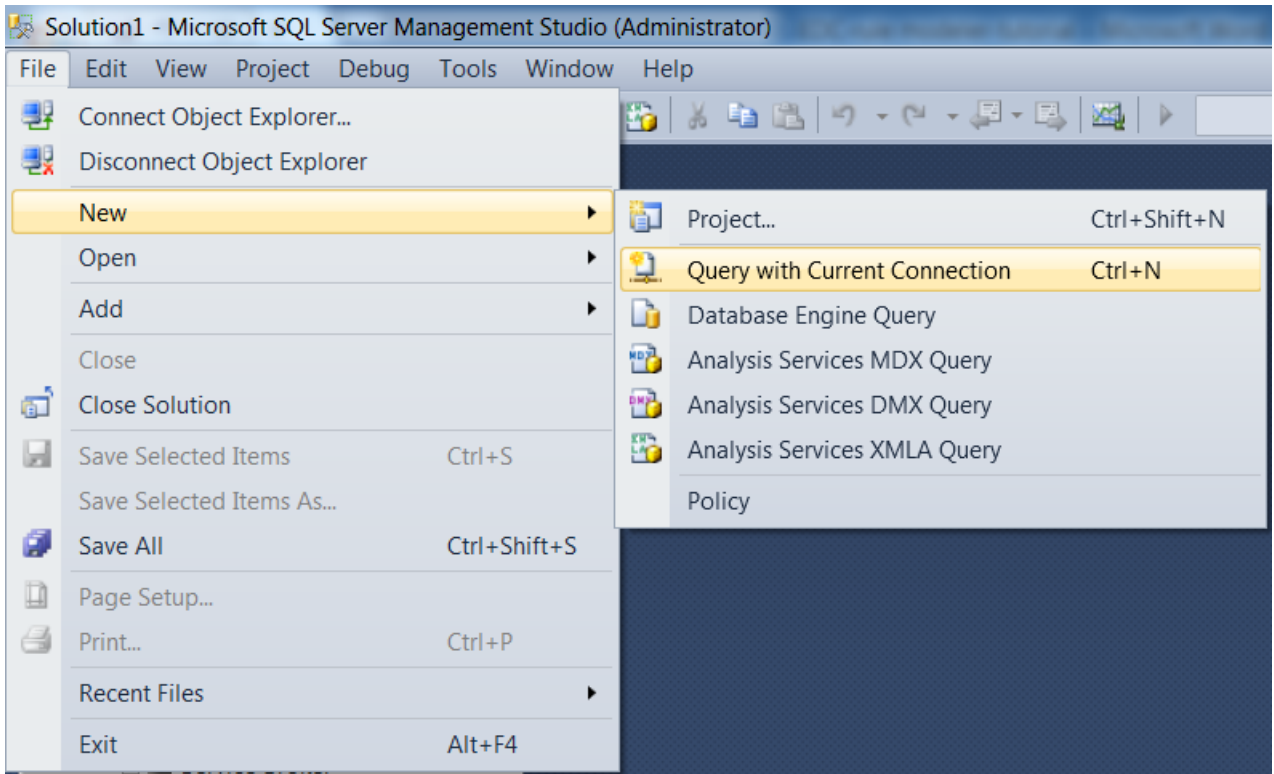 Solution1 - Microsoft SQL Server Management Studio (Administrator)
File Edit View Project Debug Tools Window Help
Connect Object Explorer...
Disconnect Object Explorer
New
Open
Add
Close
Close Solution
Save Selected Items Ctrl+S
Save Selected Items As...
Save All Ctrl+Shift+S
Page Setup...
Print... Ctrl+P
Recent Files
Exit Alt+F4
Project... Ctrl+Shift+N
Query with Current Connection Ctrl+N
Database Engine Query
Analysis Services MDX Query
Analysis Services DMX Query
Analysis Services XMLA Query
Policy